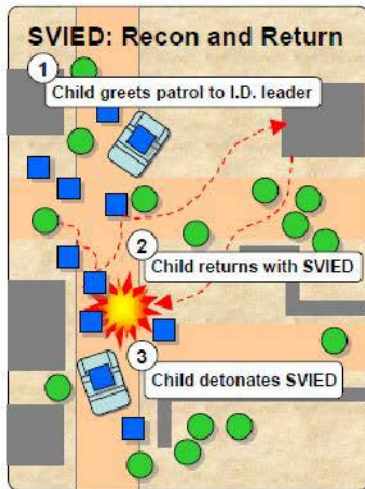 SVIED: Recon and Return
1
Child greets patrol to I.D. leader
2
Child returns with SVIED
3
Child detonates SVIED